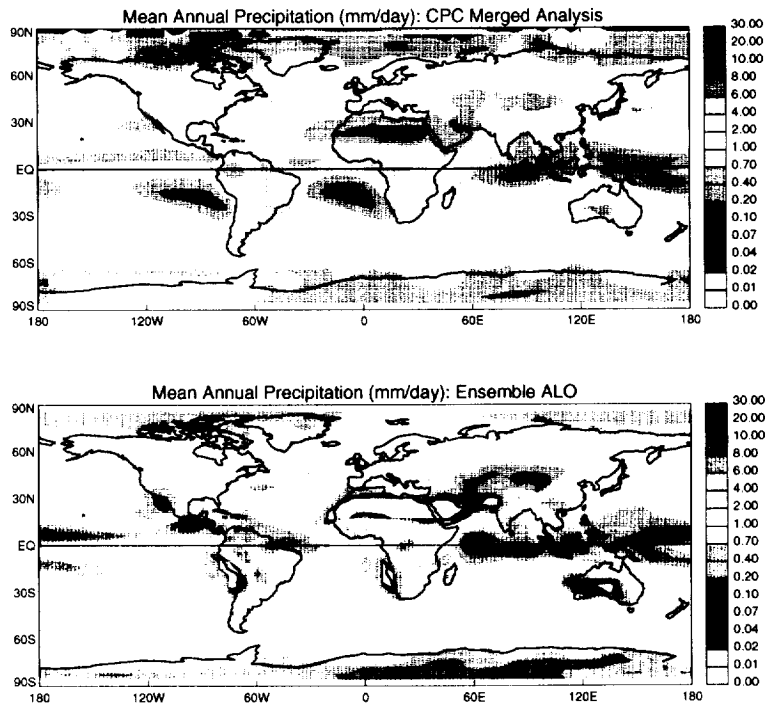 Mean Annual Precipitation (mm/day): CPC Merged Analysis
90N
60N
30N
EQ
30S
60S
90S
180 120W 60W 0 60E 120E 180
30.00
20.00
10.00
8.00
6.00
4.00
2.00
1.00
0.70
0.40
0.20
0.10
0.07
0.04
0.02
0.01
0.00
Mean Annual Precipitation (mm/day): Ensemble ALO
90N
60N
30N
EQ
30S
60S
90S
180 120W 60W 0 60E 120E 180
30.00
20.00
10.00
8.00
6.00
4.00
2.00
1.00
0.70
0.40
0.20
0.10
0.07
0.04
0.02
0.01
0.00